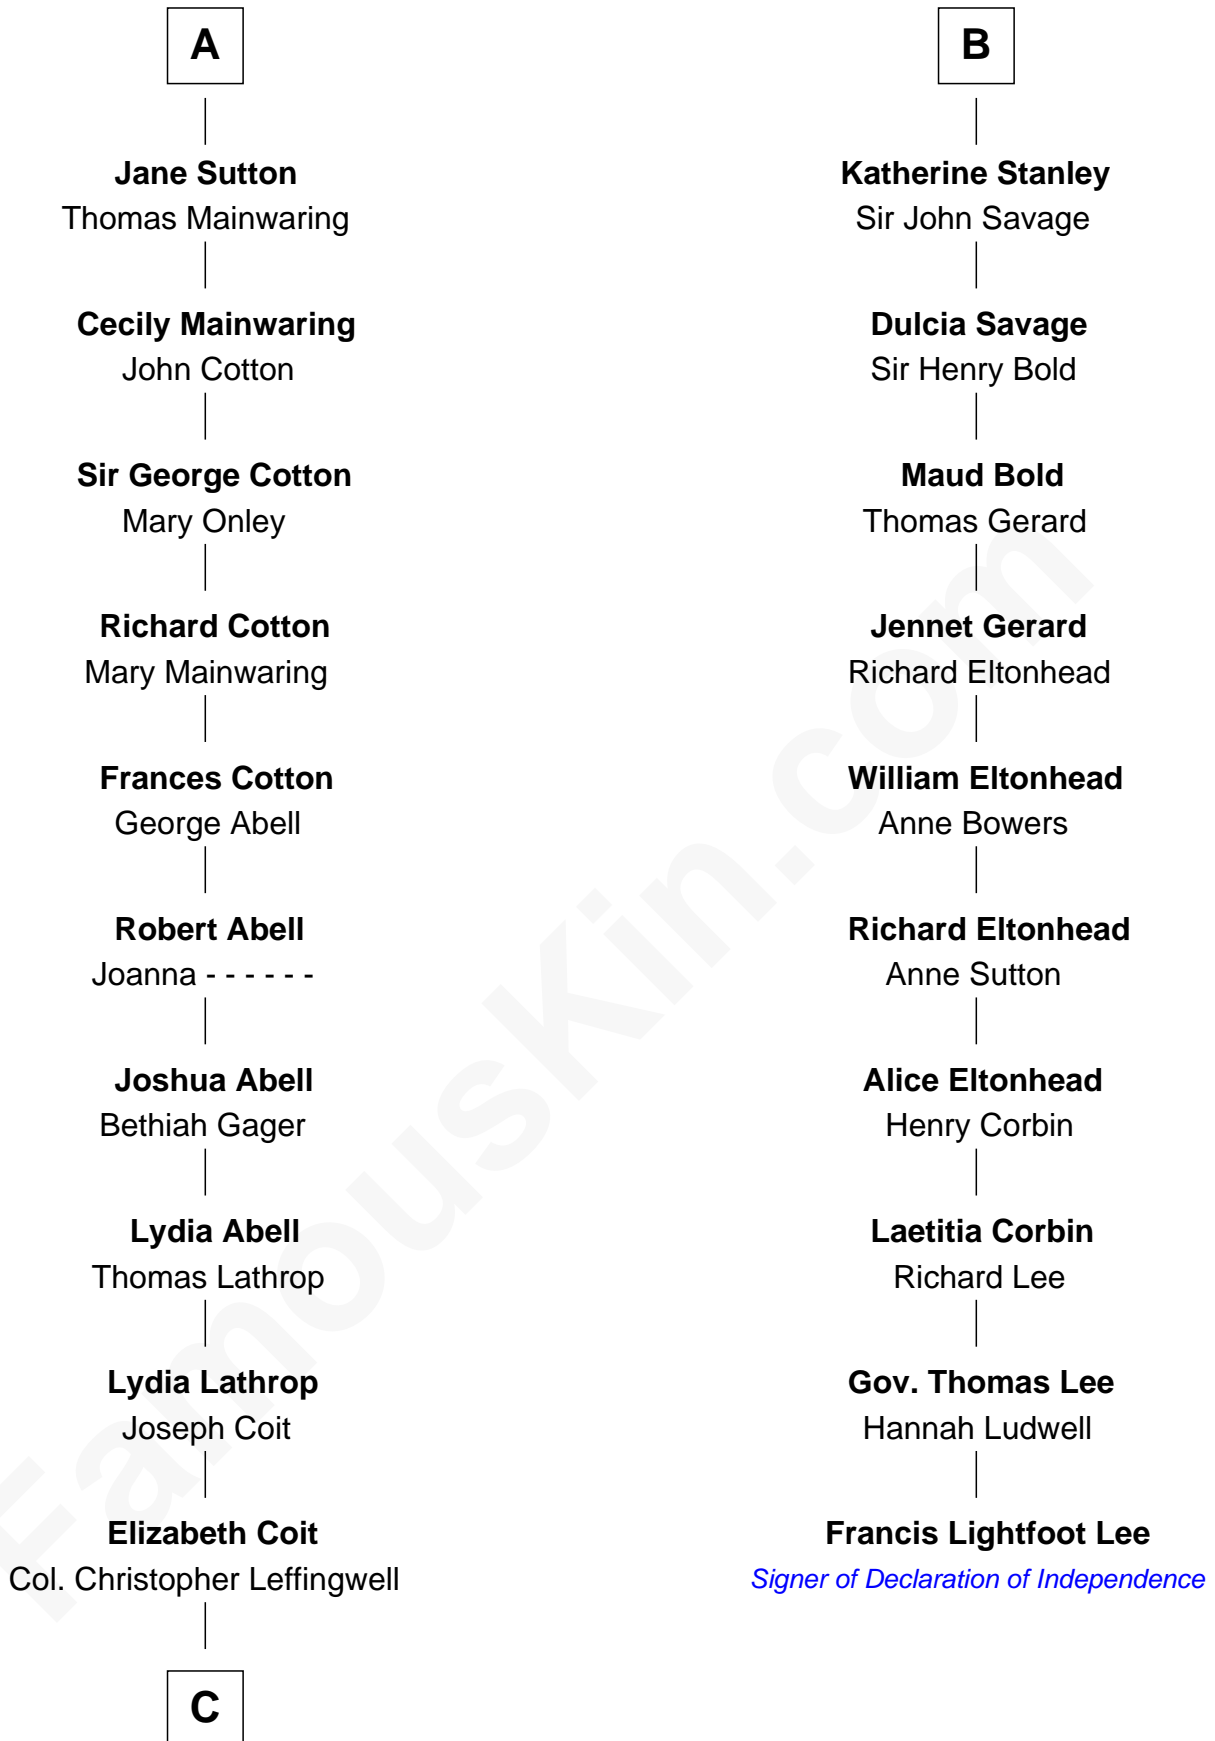 A
Jane Sutton
Thomas Mainwaring
Cecily Mainwaring
John Cotton
Sir George Cotton
Mary Onley
Richard Cotton
Mary Mainwaring
Frances Cotton
George Abell
Robert Abell
Joanna - - - - - -
Joshua Abell
Bethiah Gager
Lydia Abell
Thomas Lathrop
Lydia Lathrop
Joseph Coit
Elizabeth Coit
Col. Christopher Leffingwell
C
B
Katherine Stanley
Sir John Savage
Dulcia Savage
Sir Henry Bold
Maud Bold
Thomas Gerard
Jennet Gerard
Richard Eltonhead
William Eltonhead
Anne Bowers
Richard Eltonhead
Anne Sutton
Alice Eltonhead
Henry Corbin
Laetitia Corbin
Richard Lee
Gov. Thomas Lee
Hannah Ludwell
Francis Lightfoot Lee
Signer of Declaration of Independence
FamousKin.com